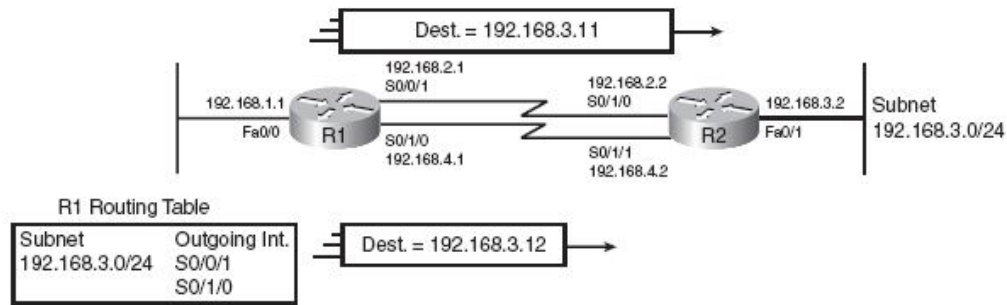 Dest. = 192.168.3.11
192.168.2.1
S0/0/1
192.168.2.2
S0/1/0
192.168.1.1
192.168.3.2
Subnet
192.168.3.0/24
Fa0/0
R1
R2
Fa0/1
S0/1/0
192.168.4.1
S0/1/1
192.168.4.2
R1 Routing Table
Subnet Outgoing Int.
192.168.3.0/24 S0/0/1
S0/1/0
Dest. = 192.168.3.12